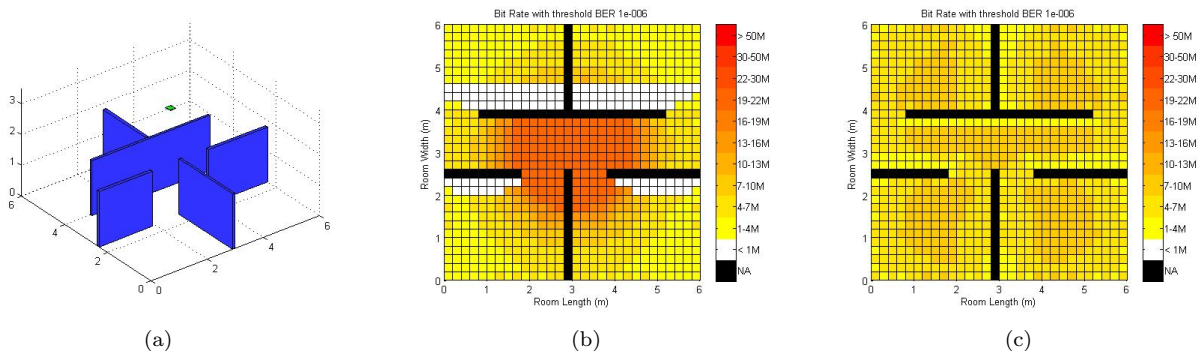 3
2
1
0
6
4
2
0
0
2
4
6
(a)
Bit Rate with threshold BER 1e-006
6
5
4
3
2
1
0
Room Width (m)
0 1 2 3 4 5 6
Room Length (m)
> 50M
30-50M
22-30M
19-22M
13-16M
10-13M
7-10M
4-7M
1-4M
< 1M
NA
(b)
Bit Rate with threshold BER 1e-006
6
5
4
3
2
1
0
Room Width (m)
0 1 2 3 4 5 6
Room Length (m)
> 50M
30-50M
22-30M
19-22M
13-16M
10-13M
7-10M
4-7M
1-4M
< 1M
NA
(c)